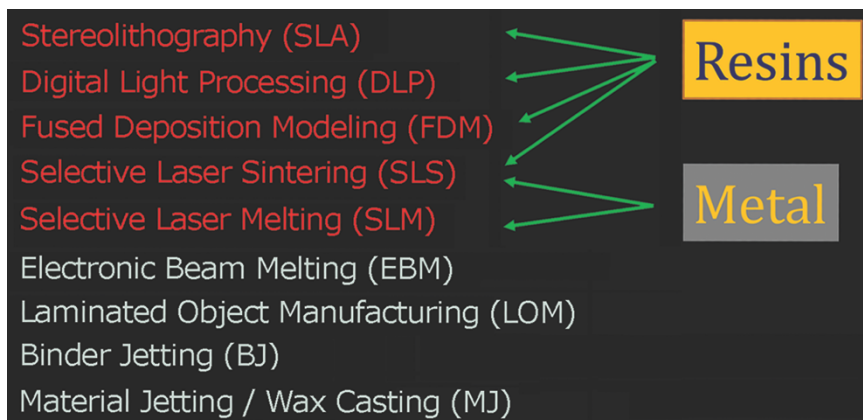 Stereolithography (SLA)
Digital Light Processing (DLP)
Fused Deposition Modeling (FDM)
Selective Laser Sintering (SLS)
Selective Laser Melting (SLM)
Electronic Beam Melting (EBM)
Laminated Object Manufacturing (LOM)
Binder Jetting (BJ)
Material Jetting / Wax Casting (MJ)
Resins
Metal